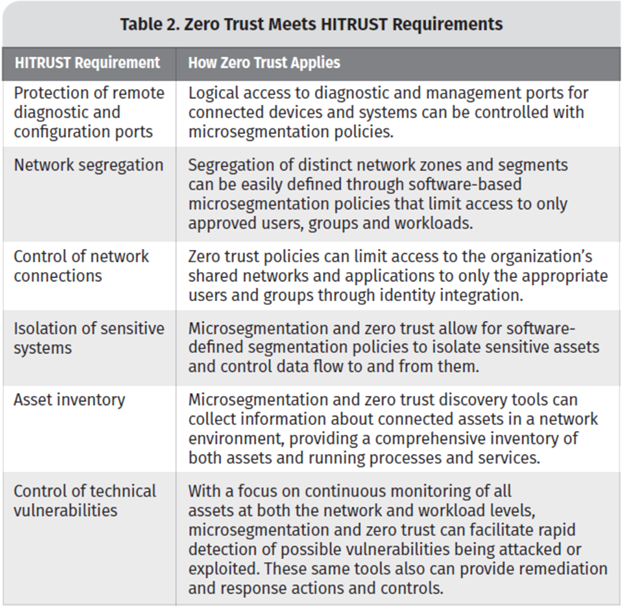 Table 2. Zero Trust Meets HITRUST Requirements
HITRUST Requirement
How Zero Trust Applies
Protection of remote
diagnostic and
configuration ports
Logical access to diagnostic and management ports for
connected devices and systems can be controlled with
microsegmentation policies.
Network segregation
Segregation of distinct network zones and segments
can be easily defined through software-based
microsegmentation policies that limit access to only
approved users, groups and workloads.
Control of network
connections
Zero trust policies can limit access to the organization’s
shared networks and applications to only the appropriate
users and groups through identity integration.
Isolation of sensitive
systems
Microsegmentation and zero trust allow for software-
defined segmentation policies to isolate sensitive assets
and control data flow to and from them.
Asset inventory
Microsegmentation and zero trust discovery tools can
collect information about connected assets in a network
environment, providing a comprehensive inventory of
both assets and running processes and services.
Control of technical
vulnerabilities
With a focus on continuous monitoring of all
assets at both the network and workload levels,
microsegmentation and zero trust can facilitate rapid
detection of possible vulnerabilities being attacked or
exploited. These same tools also can provide remediation
and response actions and controls.